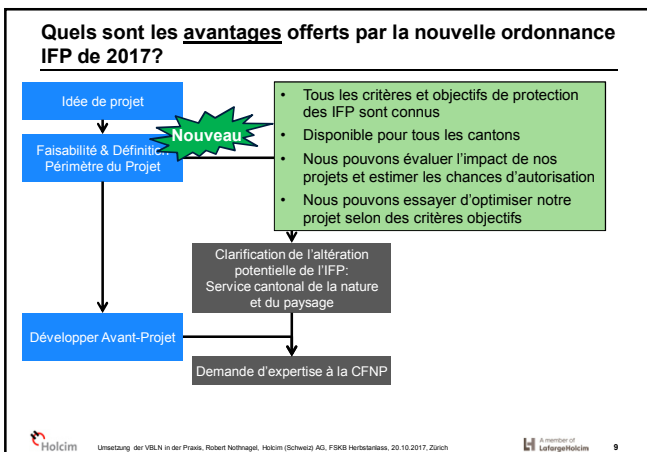 Quels sont les avantages offerts par la nouvelle ordonnance
IFP de 2017?
Idée de projet
Nouveau
Faisabilité & Définition
Périmètre du Projet
• Tous les critères et objectifs de protection
des IFP sont connus
• Disponible pour tous les cantons
• Nous pouvons évaluer l'impact de nos
projets et estimer les chances d'autorisation
• Nous pouvons essayer d'optimiser notre
projet selon des critères objectifs
Clarification de l'altération
potentielle de l'IFP:
Service cantonal de la nature
et du paysage
Développer Avant-Projet
Demande d'expertise à la CFNP
Holcim
Umsetzung der VBLN in der Praxis, Robert Nothnagel, Holcim (Schweiz) AG, FSKB Herbstanlass, 20.10.2017, Zürich
A member of
LafargeHolcim
9